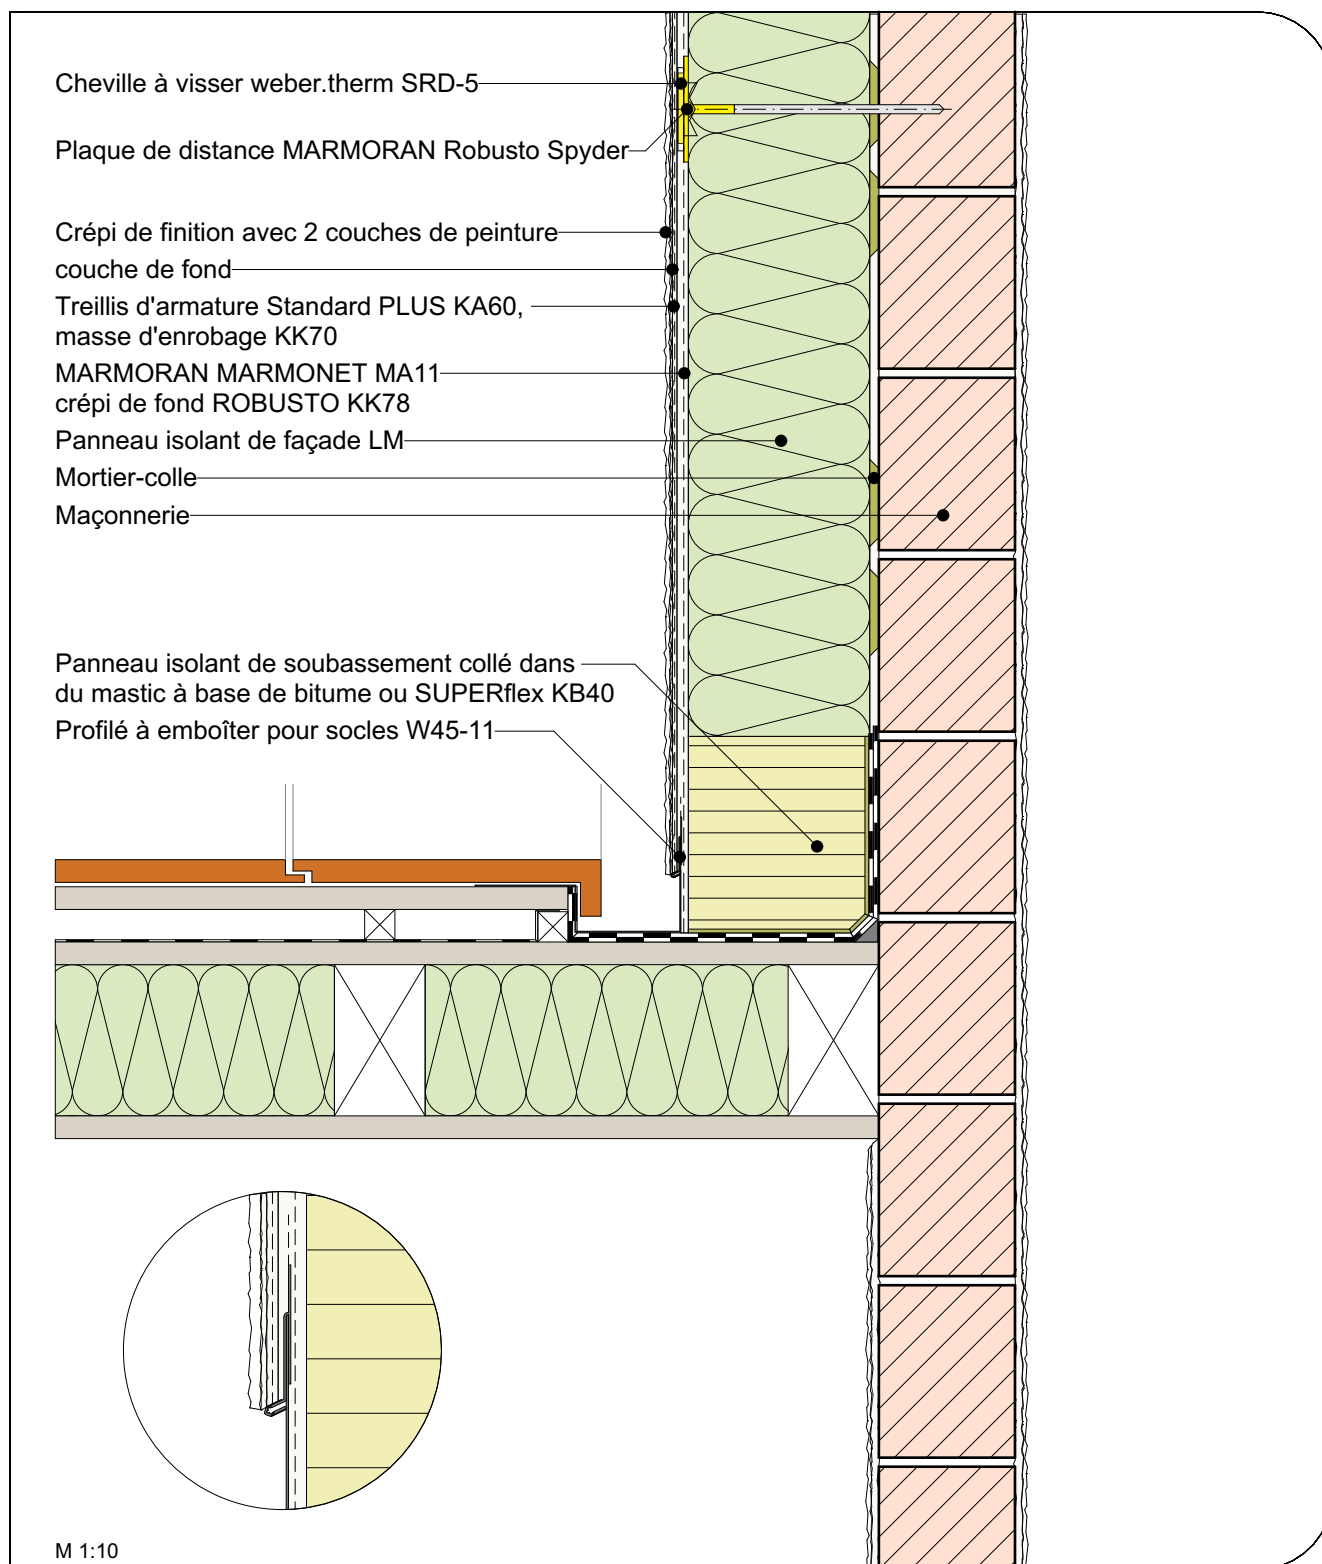 Cheville à visser weber.therm SRD-5
Plaque de distance MARMORAN Robusto Spyder
Crépi de finition avec 2 couches de peinture
couche de fond
Treillis d'armature Standard PLUS KA60,
masse d'enrobage KK70
MARMORAN MARMONET MA11
crépi de fond ROBUSTO KK78
Panneau isolant de façade LM
Mortier-colle
Maçonnerie
Panneau isolant de soubassement collé dans
du mastic à base de bitume ou SUPERflex KB40
Profilé à emboîter pour socles W45-11
M 1:10